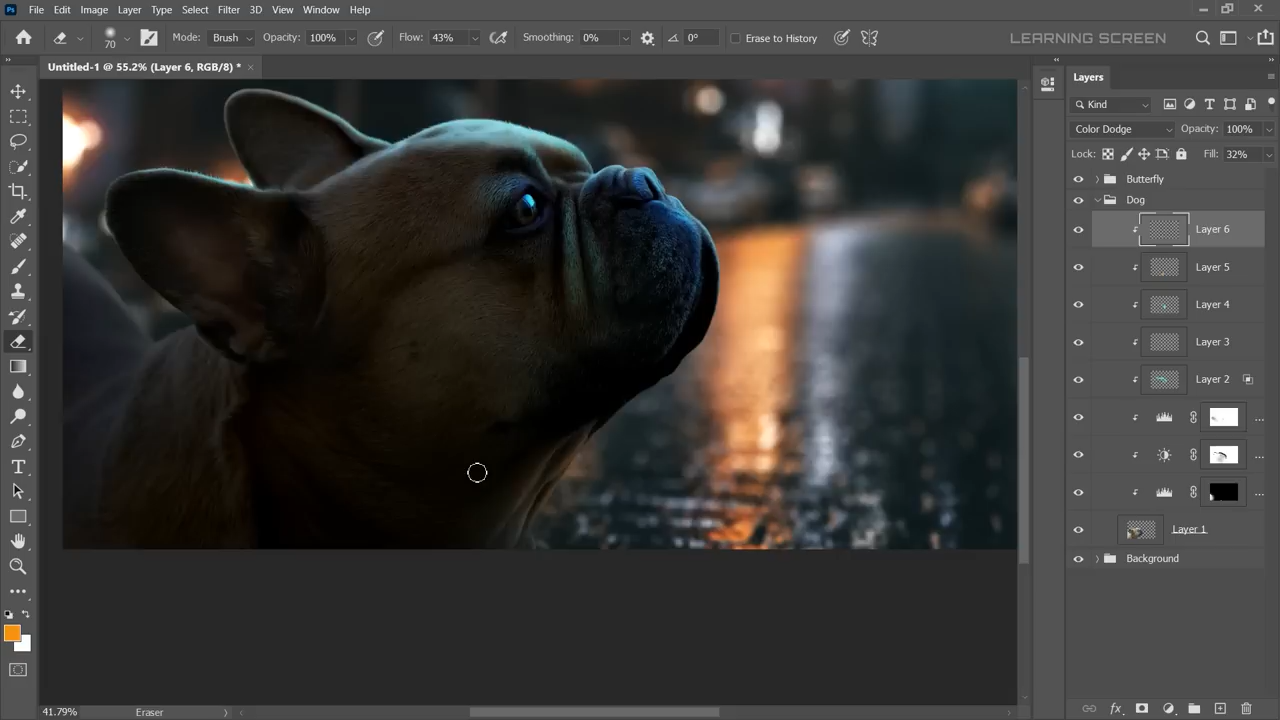 Ps File Edit Image Layer Type Select Filter 3D View Window Help
70 Mode: Brush Opacity: 100% Flow: 43% Smoothing: 0% 0° Erase to History LEARNING SCREEN
Untitled-1 @ 55.2% (Layer 6, RGB/8) *
Layers
Kind
Color Dodge Opacity: 100%
Lock: Fill: 32%
Butterfly
Dog
Layer 6
Layer 5
Layer 4
Layer 3
Layer 2
...
...
...
Layer 1
Background
41.79% Eraser
fx